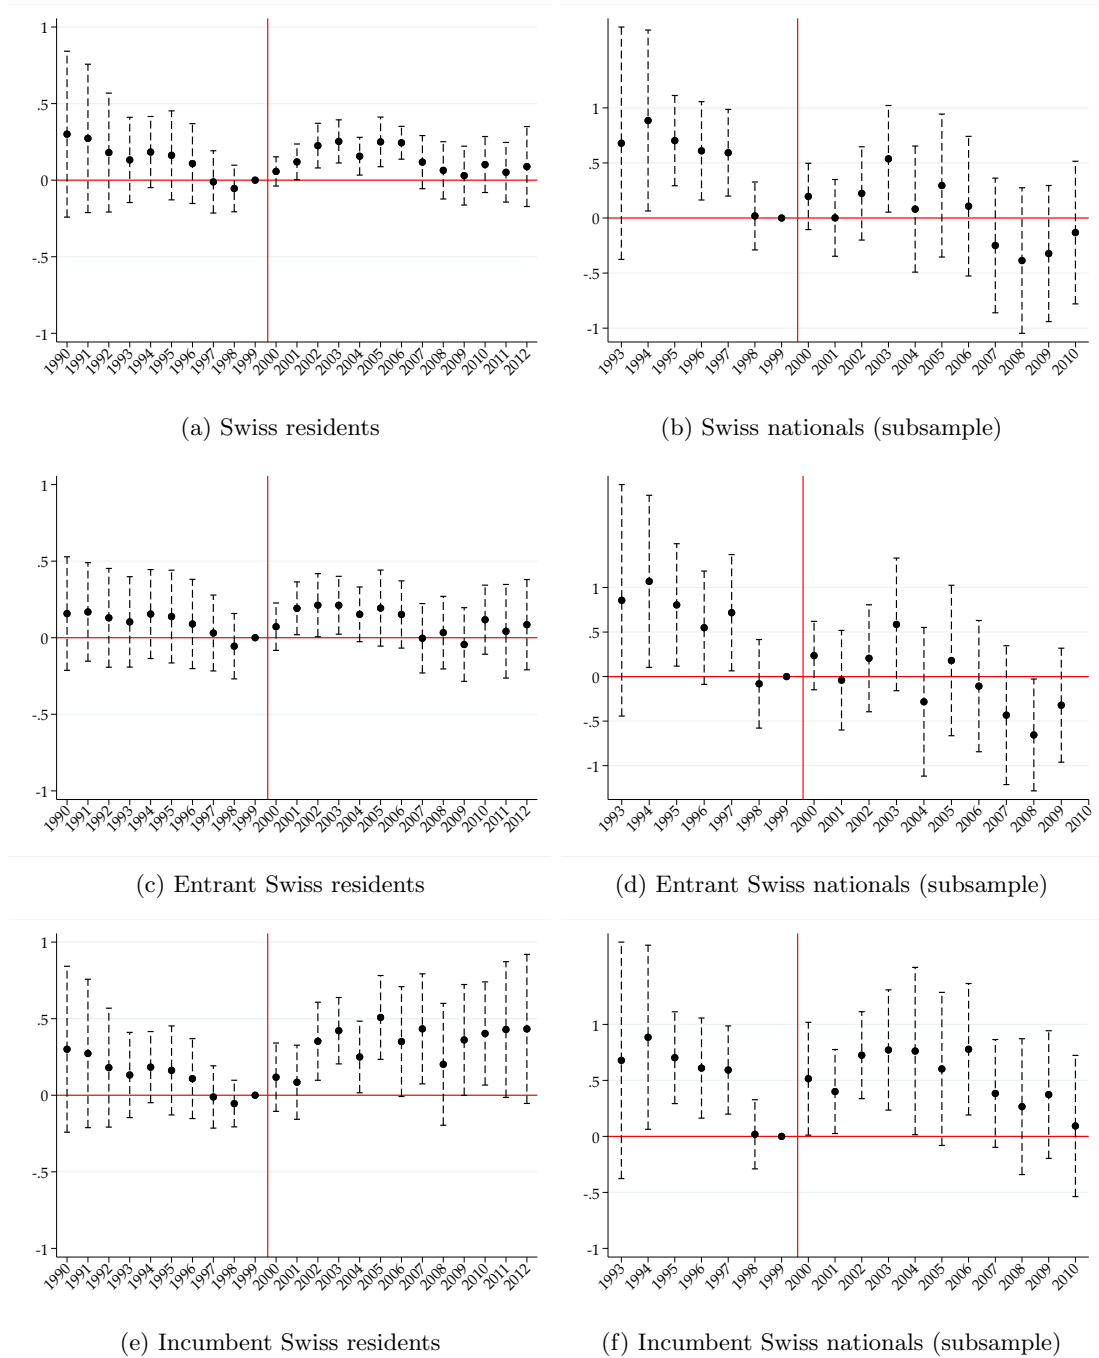 1
.5
0
-.5
-1
1990 1991 1992 1993 1994 1995 1996 1997 1998 1999 2000 2001 2002 2003 2004 2005 2006 2007 2008 2009 2010 2011 2012
(a) Swiss residents
1
.5
0
-.5
-1
1993 1994 1995 1996 1997 1998 1999 2000 2001 2002 2003 2004 2005 2006 2007 2008 2009 2010
(b) Swiss nationals (subsample)
1
.5
0
-.5
-1
1990 1991 1992 1993 1994 1995 1996 1997 1998 1999 2000 2001 2002 2003 2004 2005 2006 2007 2008 2009 2010 2011 2012
(c) Entrant Swiss residents
1
.5
0
-.5
-1
1993 1994 1995 1996 1997 1998 1999 2000 2001 2002 2003 2004 2005 2006 2007 2008 2009 2010
(d) Entrant Swiss nationals (subsample)
1
.5
0
-.5
-1
1990 1991 1992 1993 1994 1995 1996 1997 1998 1999 2000 2001 2002 2003 2004 2005 2006 2007 2008 2009 2010 2011 2012
(e) Incumbent Swiss residents
1
.5
0
-.5
-1
1993 1994 1995 1996 1997 1998 1999 2000 2001 2002 2003 2004 2005 2006 2007 2008 2009 2010
(f) Incumbent Swiss nationals (subsample)